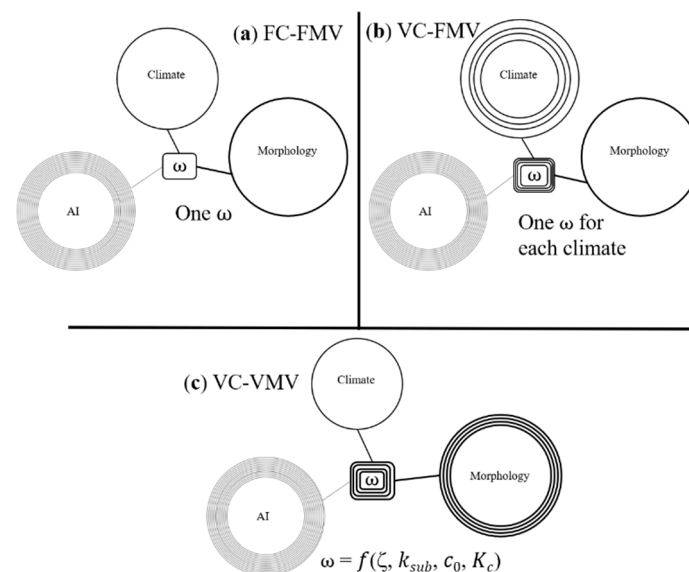 (a) FC-FMV
Climate
Morphology
ω
AI
One ω
(b) VC-FMV
Climate
Morphology
ω
AI
One ω for
each climate
(c) VC-VMV
Climate
ω
Morphology
AI
ω = f(ζ, k_sub, c_0, K_c)